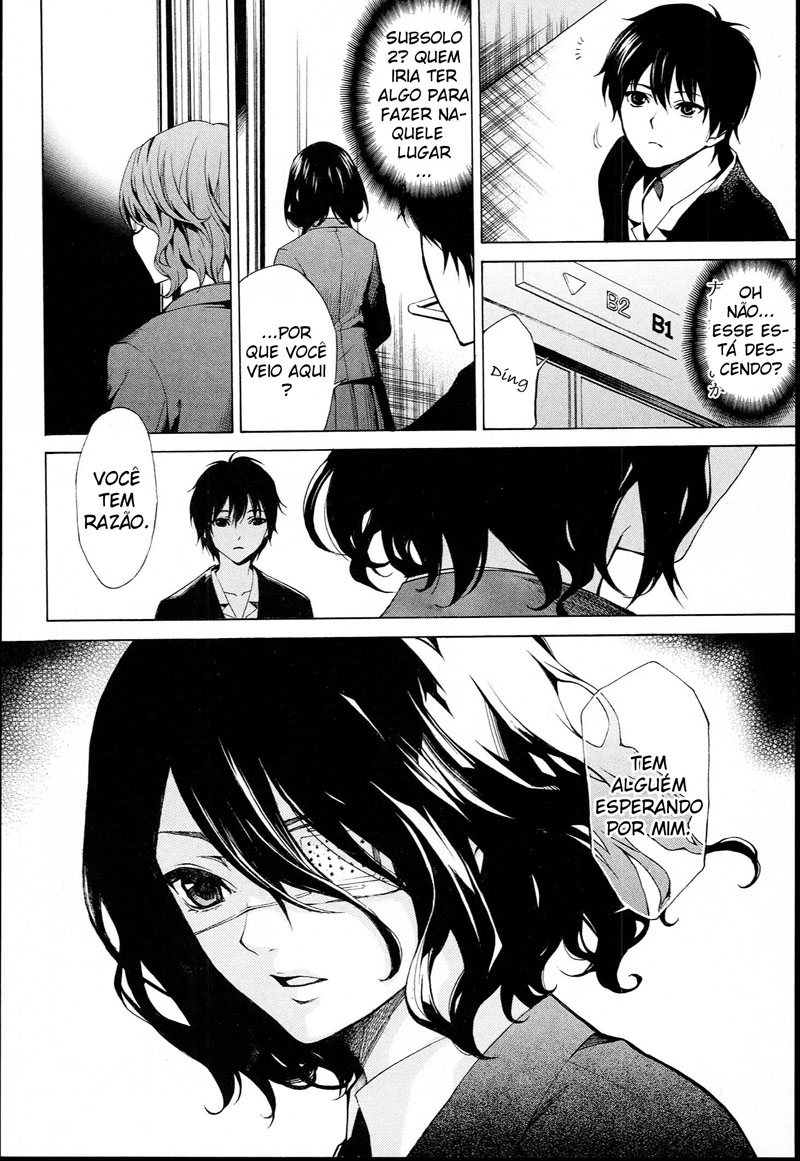 OH
NÃO...
ESSE ES-
TÁ DES-
CENDO?
B2
B1
Ding
SUBSOLO
2? QUEM
IRIA TER
ALGO PARA
FAZER NA-
QUELE
LUGAR
...
...POR
QUE VOCÊ
VEIO AQUI
?
VOCÊ
TEM
RAZÃO.
TEM
ALGUÉM
ESPERANDO
POR MIM.